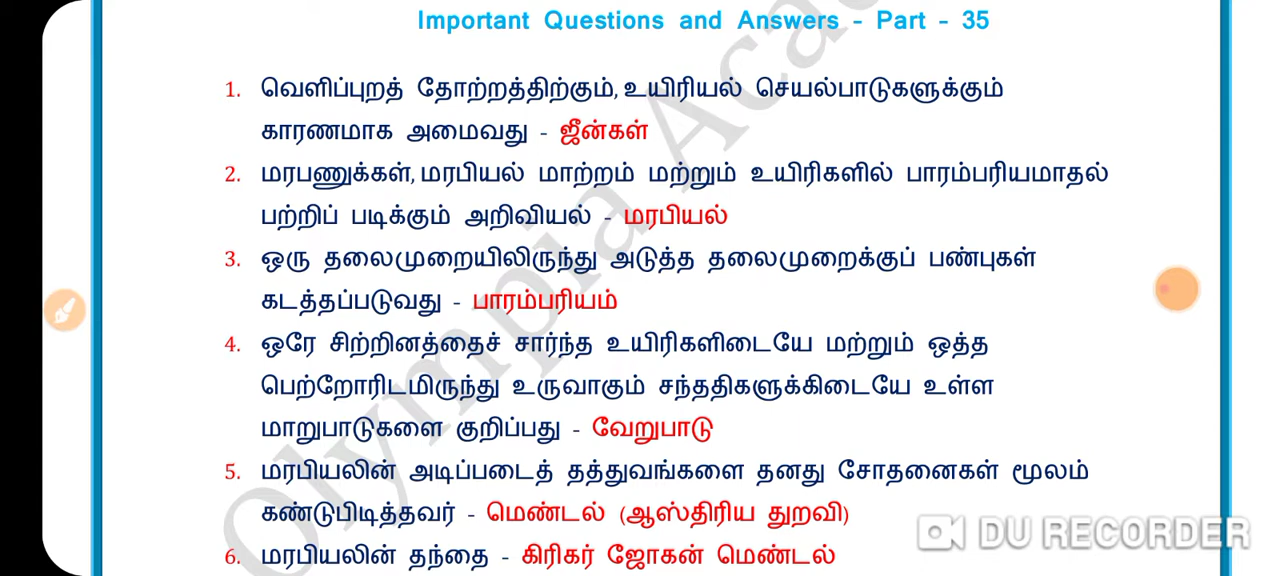 Important Questions and Answers - Part - 35
1. வெளிப்புறத் தோற்றத்திற்கும், உயிரியல் செயல்பாடுகளுக்கும்
காரணமாக அமைவது - ஜீன்கள்
2. மரபணுக்கள், மரபியல் மாற்றம் மற்றும் உயிரிகளில் பாரம்பரியமாதல்
பற்றிப் படிக்கும் அறிவியல் - மரபியல்
3. ஒரு தலைமுறையிலிருந்து அடுத்த தலைமுறைக்குப் பண்புகள்
கடத்தப்படுவது - பாரம்பரியம்
4. ஒரே சிற்றினத்தைச் சார்ந்த உயிரிகளிடையே மற்றும் ஒத்த
பெற்றோரிடமிருந்து உருவாகும் சந்ததிகளுக்கிடையே உள்ள
மாறுபாடுகளை குறிப்பது - வேறுபாடு
5. மரபியலின் அடிப்படைத் தத்துவங்களை தனது சோதனைகள் மூலம்
கண்டுபிடித்தவர் - மெண்டல் (ஆஸ்திரிய துறவி)
6. மரபியலின் தந்தை - கிரிகர் ஜோகன் மெண்டல்
Olympia Aca
DU RECORDER